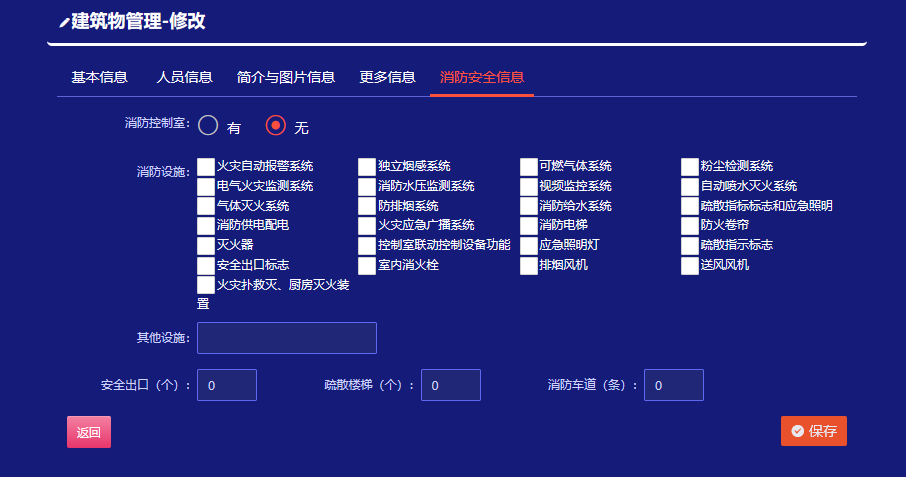 建筑物管理-修改
基本信息 人员信息 简介与图片信息 更多信息 消防安全信息
消防控制室: 有 无
消防设施: 火灾自动报警系统 独立烟感系统 可燃气体系统 粉尘检测系统
电气火灾监测系统 消防水压监测系统 视频监控系统 自动喷水灭火系统
气体灭火系统 防排烟系统 消防给水系统 疏散指标标志和应急照明
消防供电配电 火灾应急广播系统 消防电梯 防火卷帘
灭火器 控制室联动控制设备功能 应急照明灯 疏散指示标志
安全出口标志 室内消火栓 排烟风机 送风风机
火灾扑救灭、厨房灭火装
置
其他设施:
安全出口（个）: 0 疏散楼梯（个）: 0 消防车道（条）: 0
返回 保存